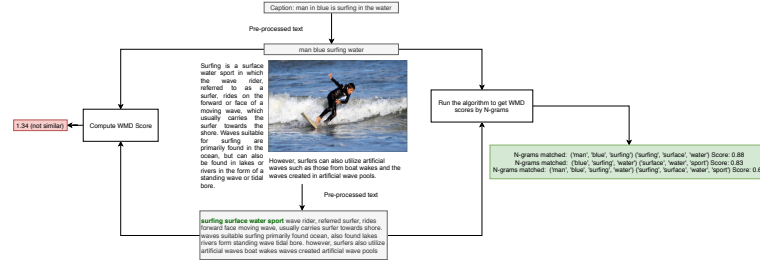 Caption: man in blue is surfing in the water
Pre-processed text
man blue surfing water
Surfing is a surface
water sport in which
the wave rider,
referred to as a
surfer, rides on the
forward or face of a
moving wave, which
usually carries the
surfer towards the
shore. Waves suitable
for surfing are
primarily found in the
ocean, but can also
be found in lakes or
rivers in the form of a
standing wave or tidal
bore.
However, surfers can also utilize artificial
waves such as those from boat wakes and the
waves created in artificial wave pools.
1.34 (not similar)
Compute WMD Score
Run the algorithm to get WMD
scores by N-grams
N-grams matched: ('man', 'blue', 'surfing') ('surfing', 'surface', 'water') Score: 0.88
N-grams matched: ('blue', 'surfing', 'water') ('surface', 'water', 'sport') Score: 0.83
N-grams matched: ('man', 'blue', 'surfing', 'water') ('surfing', 'surface', 'water', 'sport') Score: 0.6
Pre-processed text
surfing surface water sport wave rider, referred surfer, rides
forward face moving wave, usually carries surfer towards shore.
waves suitable surfing primarily found ocean, also found lakes
rivers form standing wave tidal bore. however, surfers also utilize
artificial waves boat wakes waves created artificial wave pools